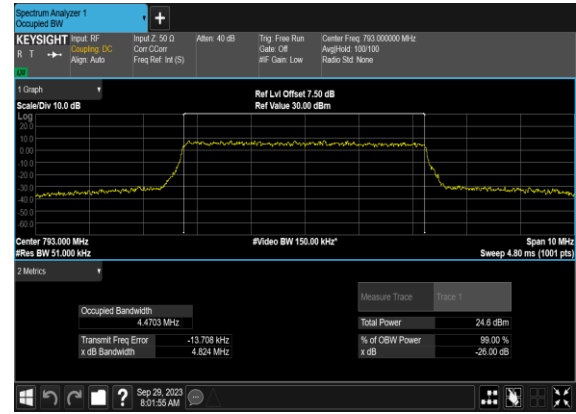 Spectrum Analyzer 1
Occupied BW
+
KEYSIGHT Input: RF Input Z: 50 Ω Atten: 40 dB Trig: Free Run Center Freq: 793.000000 MHz
R T Coupling: DC Corr CCorr Gate: Off Avg|Hold: 100/100
Align: Auto Freq Ref: Int (S) #IF Gain: Low Radio Std: None
LW
1 Graph
Scale/Div 10.0 dB
Ref Lvl Offset 7.50 dB
Ref Value 30.00 dBm
Log
20.0
10.0
0.00
-10.0
-20.0
-30.0
-40.0
-50.0
-60.0
Center 793.000 MHz #Video BW 150.00 kHz* Span 10 MHz
#Res BW 51.000 kHz Sweep 4.80 ms (1001 pts)
2 Metrics
Measure Trace Trace 1
Occupied Bandwidth
4.4703 MHz
Total Power 24.6 dBm
Transmit Freq Error -13.708 kHz % of OBW Power 99.00 %
x dB Bandwidth 4.824 MHz x dB -26.00 dB
?
Sep 29, 2023
8:01:55 AM